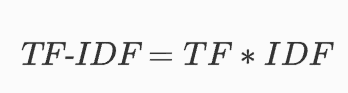 TF-IDF = TF * IDF